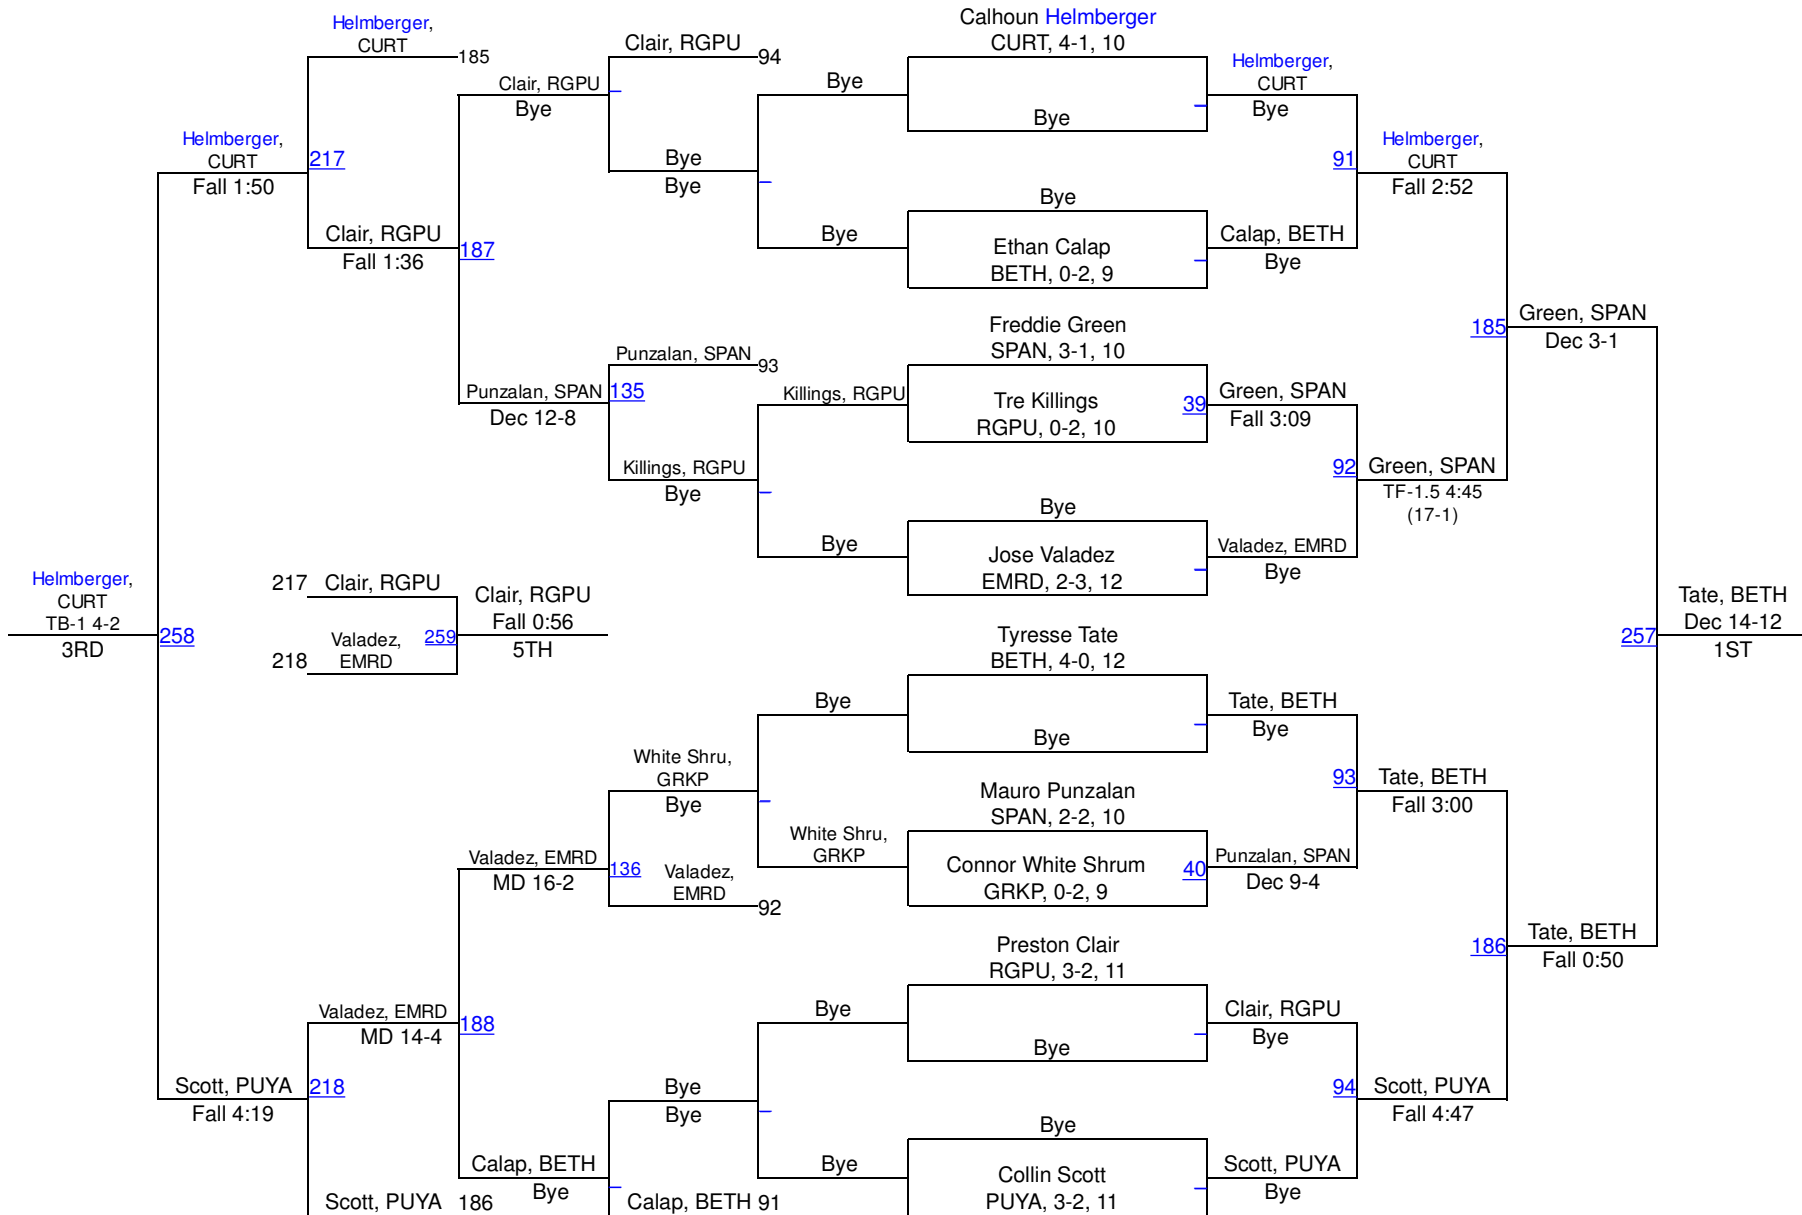 Helmberger,
CURT
185
Clair, RGPU
94
Calhoun Helmberger
CURT, 4-1, 10
Clair, RGPU
Bye
Bye
Bye
Helmberger,
CURT
Bye
Helmberger,
CURT
Fall 1:50
217
Bye
Bye
91
Helmberger,
CURT
Fall 2:52
Clair, RGPU
Fall 1:36
187
Bye
Bye
Ethan Calap
BETH, 0-2, 9
Calap, BETH
Bye
Freddie Green
SPAN, 3-1, 10
185
Green, SPAN
Dec 3-1
Punzalan, SPAN
93
Punzalan, SPAN
Dec 12-8
135
Killings, RGPU
Tre Killings
RGPU, 0-2, 10
39
Green, SPAN
Fall 3:09
Killings, RGPU
Bye
92
Green, SPAN
TF-1.5 4:45
(17-1)
Bye
Bye
Jose Valadez
EMRD, 2-3, 12
Valadez, EMRD
Bye
Helmberger,
CURT
TB-1 4-2
3RD
258
217
Clair, RGPU
218
Valadez,
EMRD
259
Clair, RGPU
Fall 0:56
5TH
257
Tate, BETH
Dec 14-12
1ST
Tyresse Tate
BETH, 4-0, 12
Bye
Bye
Tate, BETH
Bye
White Shru,
GRKP
Bye
93
Tate, BETH
Fall 3:00
Mauro Punzalan
SPAN, 2-2, 10
White Shru,
GRKP
Connor White Shrum
GRKP, 0-2, 9
40
Punzalan, SPAN
Dec 9-4
Valadez, EMRD
MD 16-2
136
Valadez,
EMRD
92
Preston Clair
RGPU, 3-2, 11
186
Tate, BETH
Fall 0:50
Valadez, EMRD
MD 14-4
188
Bye
Bye
Clair, RGPU
Bye
Scott, PUYA
Fall 4:19
218
Bye
Bye
94
Scott, PUYA
Fall 4:47
Bye
Calap, BETH
Bye
Bye
Collin Scott
PUYA, 3-2, 11
Scott, PUYA
Bye
Scott, PUYA
186
Calap, BETH
91